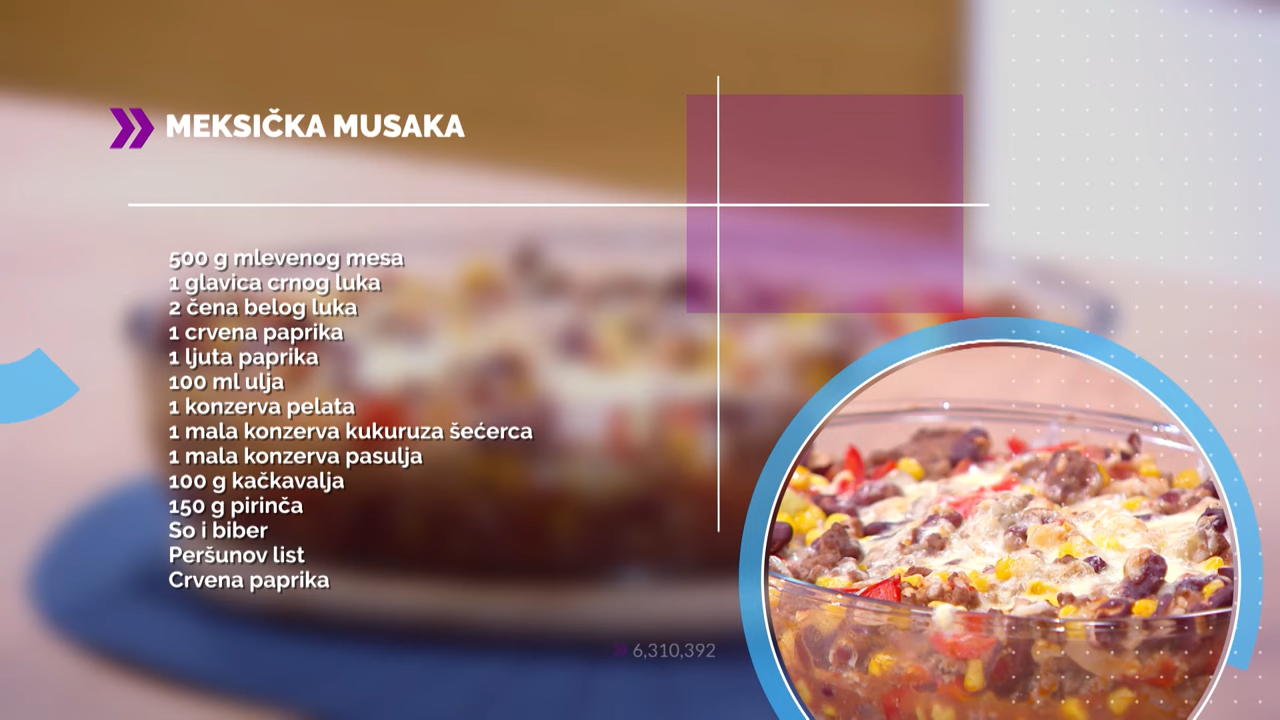 MEKSIČKA MUSAKA
500 g mlevenog mesa
1 glavica crnog luka
2 čena belog luka
1 crvena paprika
1 ljuta paprika
100 ml ulja
1 konzerva pelata
1 mala konzerva kukuruza šećerca
1 mala konzerva pasulja
100 g kačkavalja
150 g pirinča
So i biber
Peršunov list
Crvena paprika
6,310,392